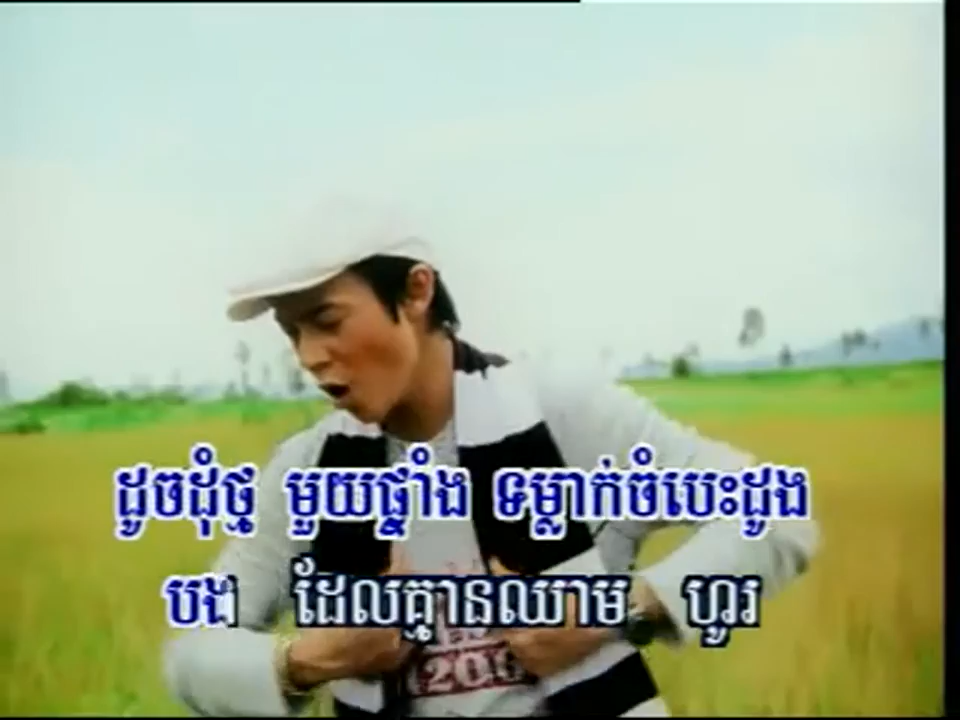 ដូចដុំថ្ម មួយផ្ទាំង ទម្លាក់ចំបេះដូង
បង ដែលគ្មានឈាម ហូរ